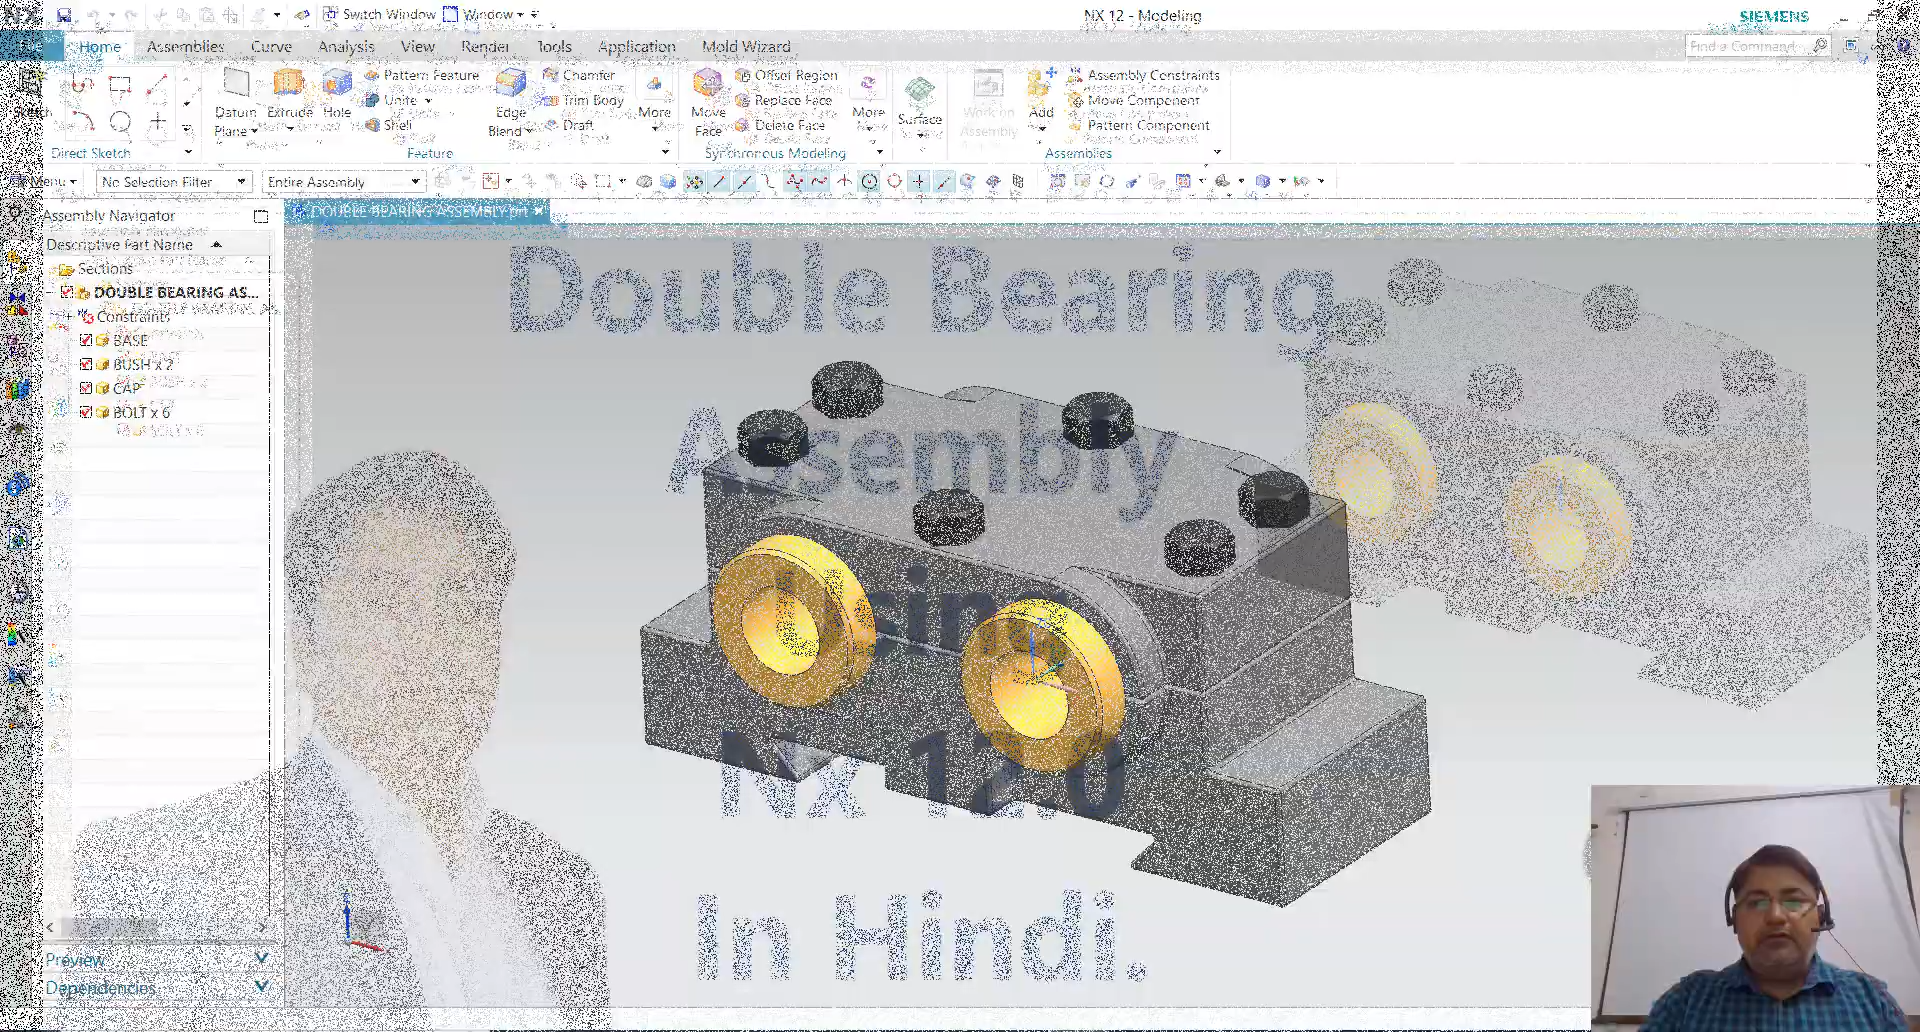 Switch Window Window
NX 12 - Modeling
SIEMENS
File Home Assemblies Curve Analysis View Render Tools Application Mold Wizard
Find a Command
Sketch
Datum Plane
Extrude
Hole
Pattern Feature
Unite
Shell
Edge Blend
Chamfer
Trim Body
Draft
More
Move Face
Offset Region
Replace Face
Delete Face
More
Surface
Work on Assembly
Add
Assembly Constraints
Move Component
Pattern Component
Direct Sketch
Feature
Synchronous Modeling
Assemblies
Menu
No Selection Filter
Entire Assembly
Assembly Navigator
DOUBLE BEARING ASSEMBLY.prt
Descriptive Part Name
Sections
DOUBLE BEARING AS...
Constraints
BASE
BUSH x 2
CAP
BOLT x 6
Double Bearing
Assembly
Using
Nx 12.0
In Hindi.
Preview
Dependencies